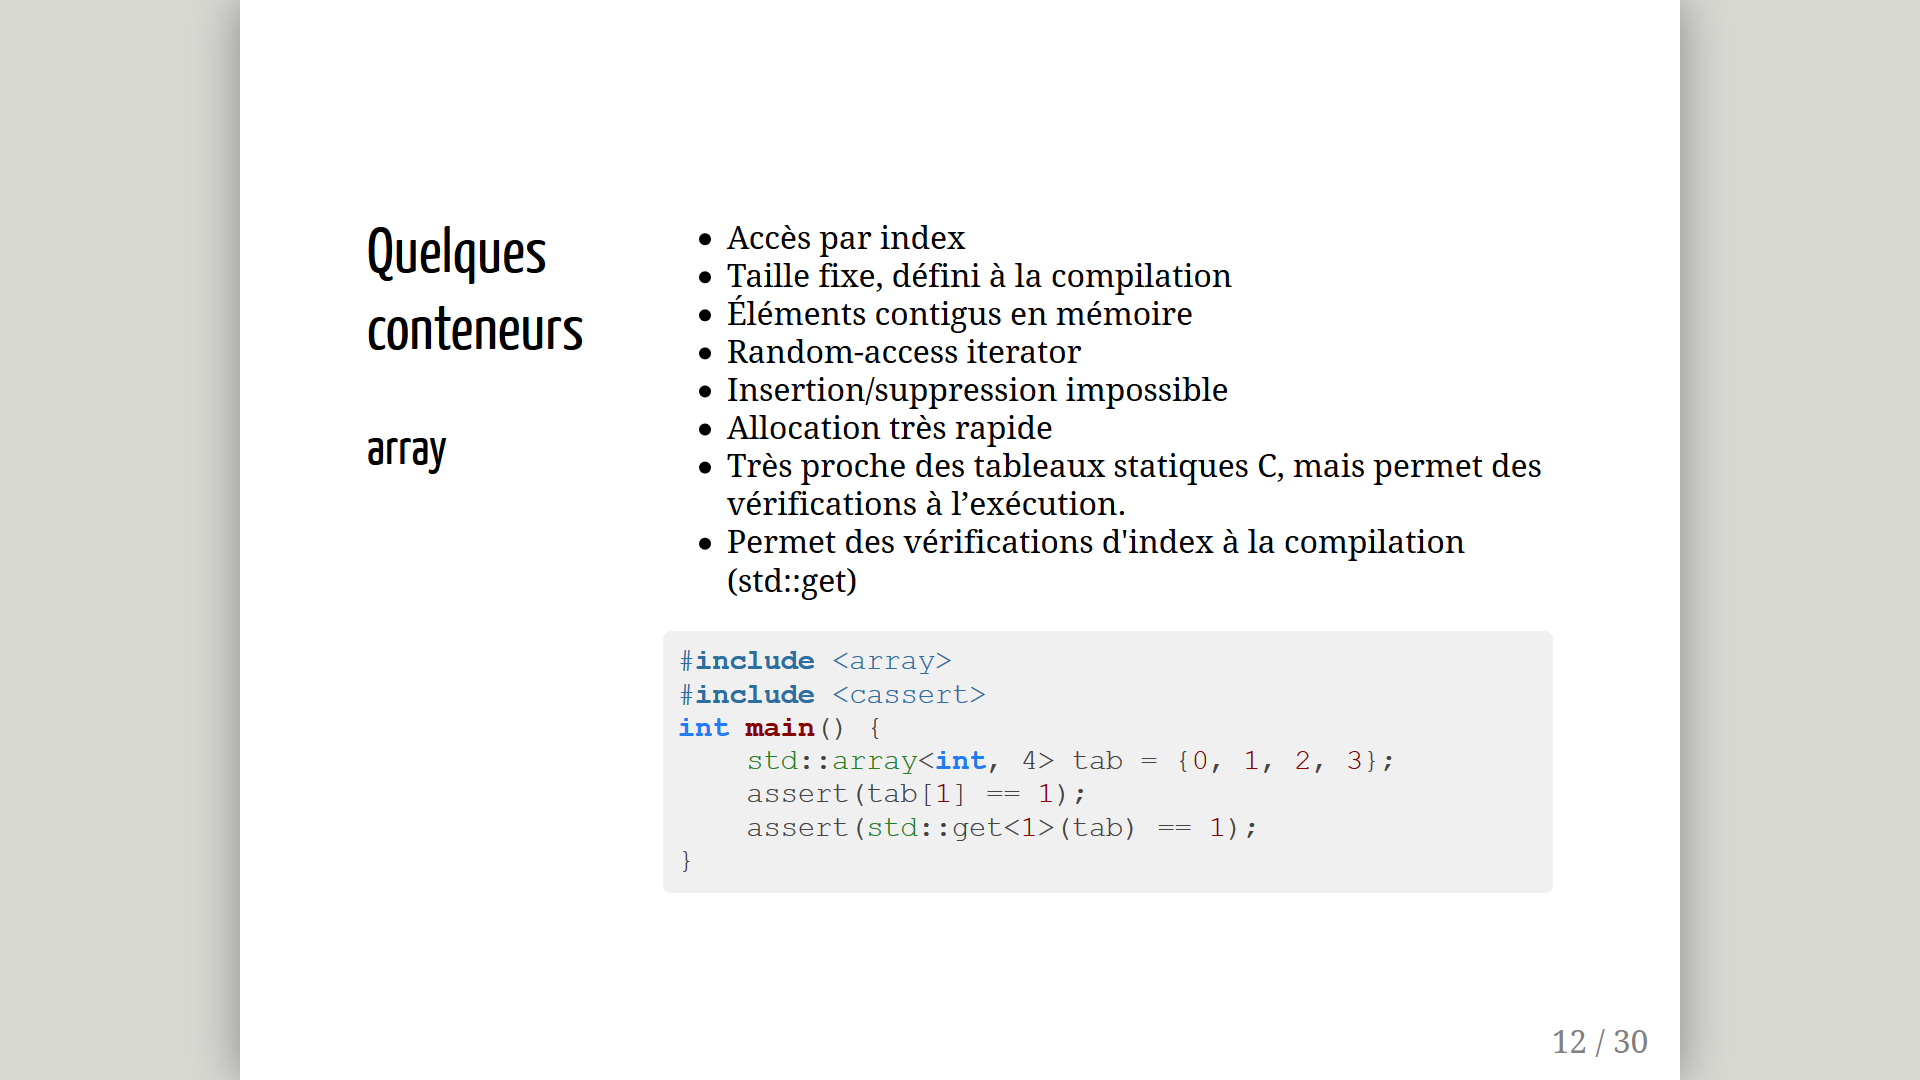 Quelques
conteneurs
array
Accès par index
Taille fixe, défini à la compilation
Éléments contigus en mémoire
Random-access iterator
Insertion/suppression impossible
Allocation très rapide
Très proche des tableaux statiques C, mais permet des
vérifications à l’exécution.
Permet des vérifications d'index à la compilation
(std::get)
#include <array>
#include <cassert>
int main() {
    std::array<int, 4> tab = {0, 1, 2, 3};
    assert(tab[1] == 1);
    assert(std::get<1>(tab) == 1);
}
12 / 30